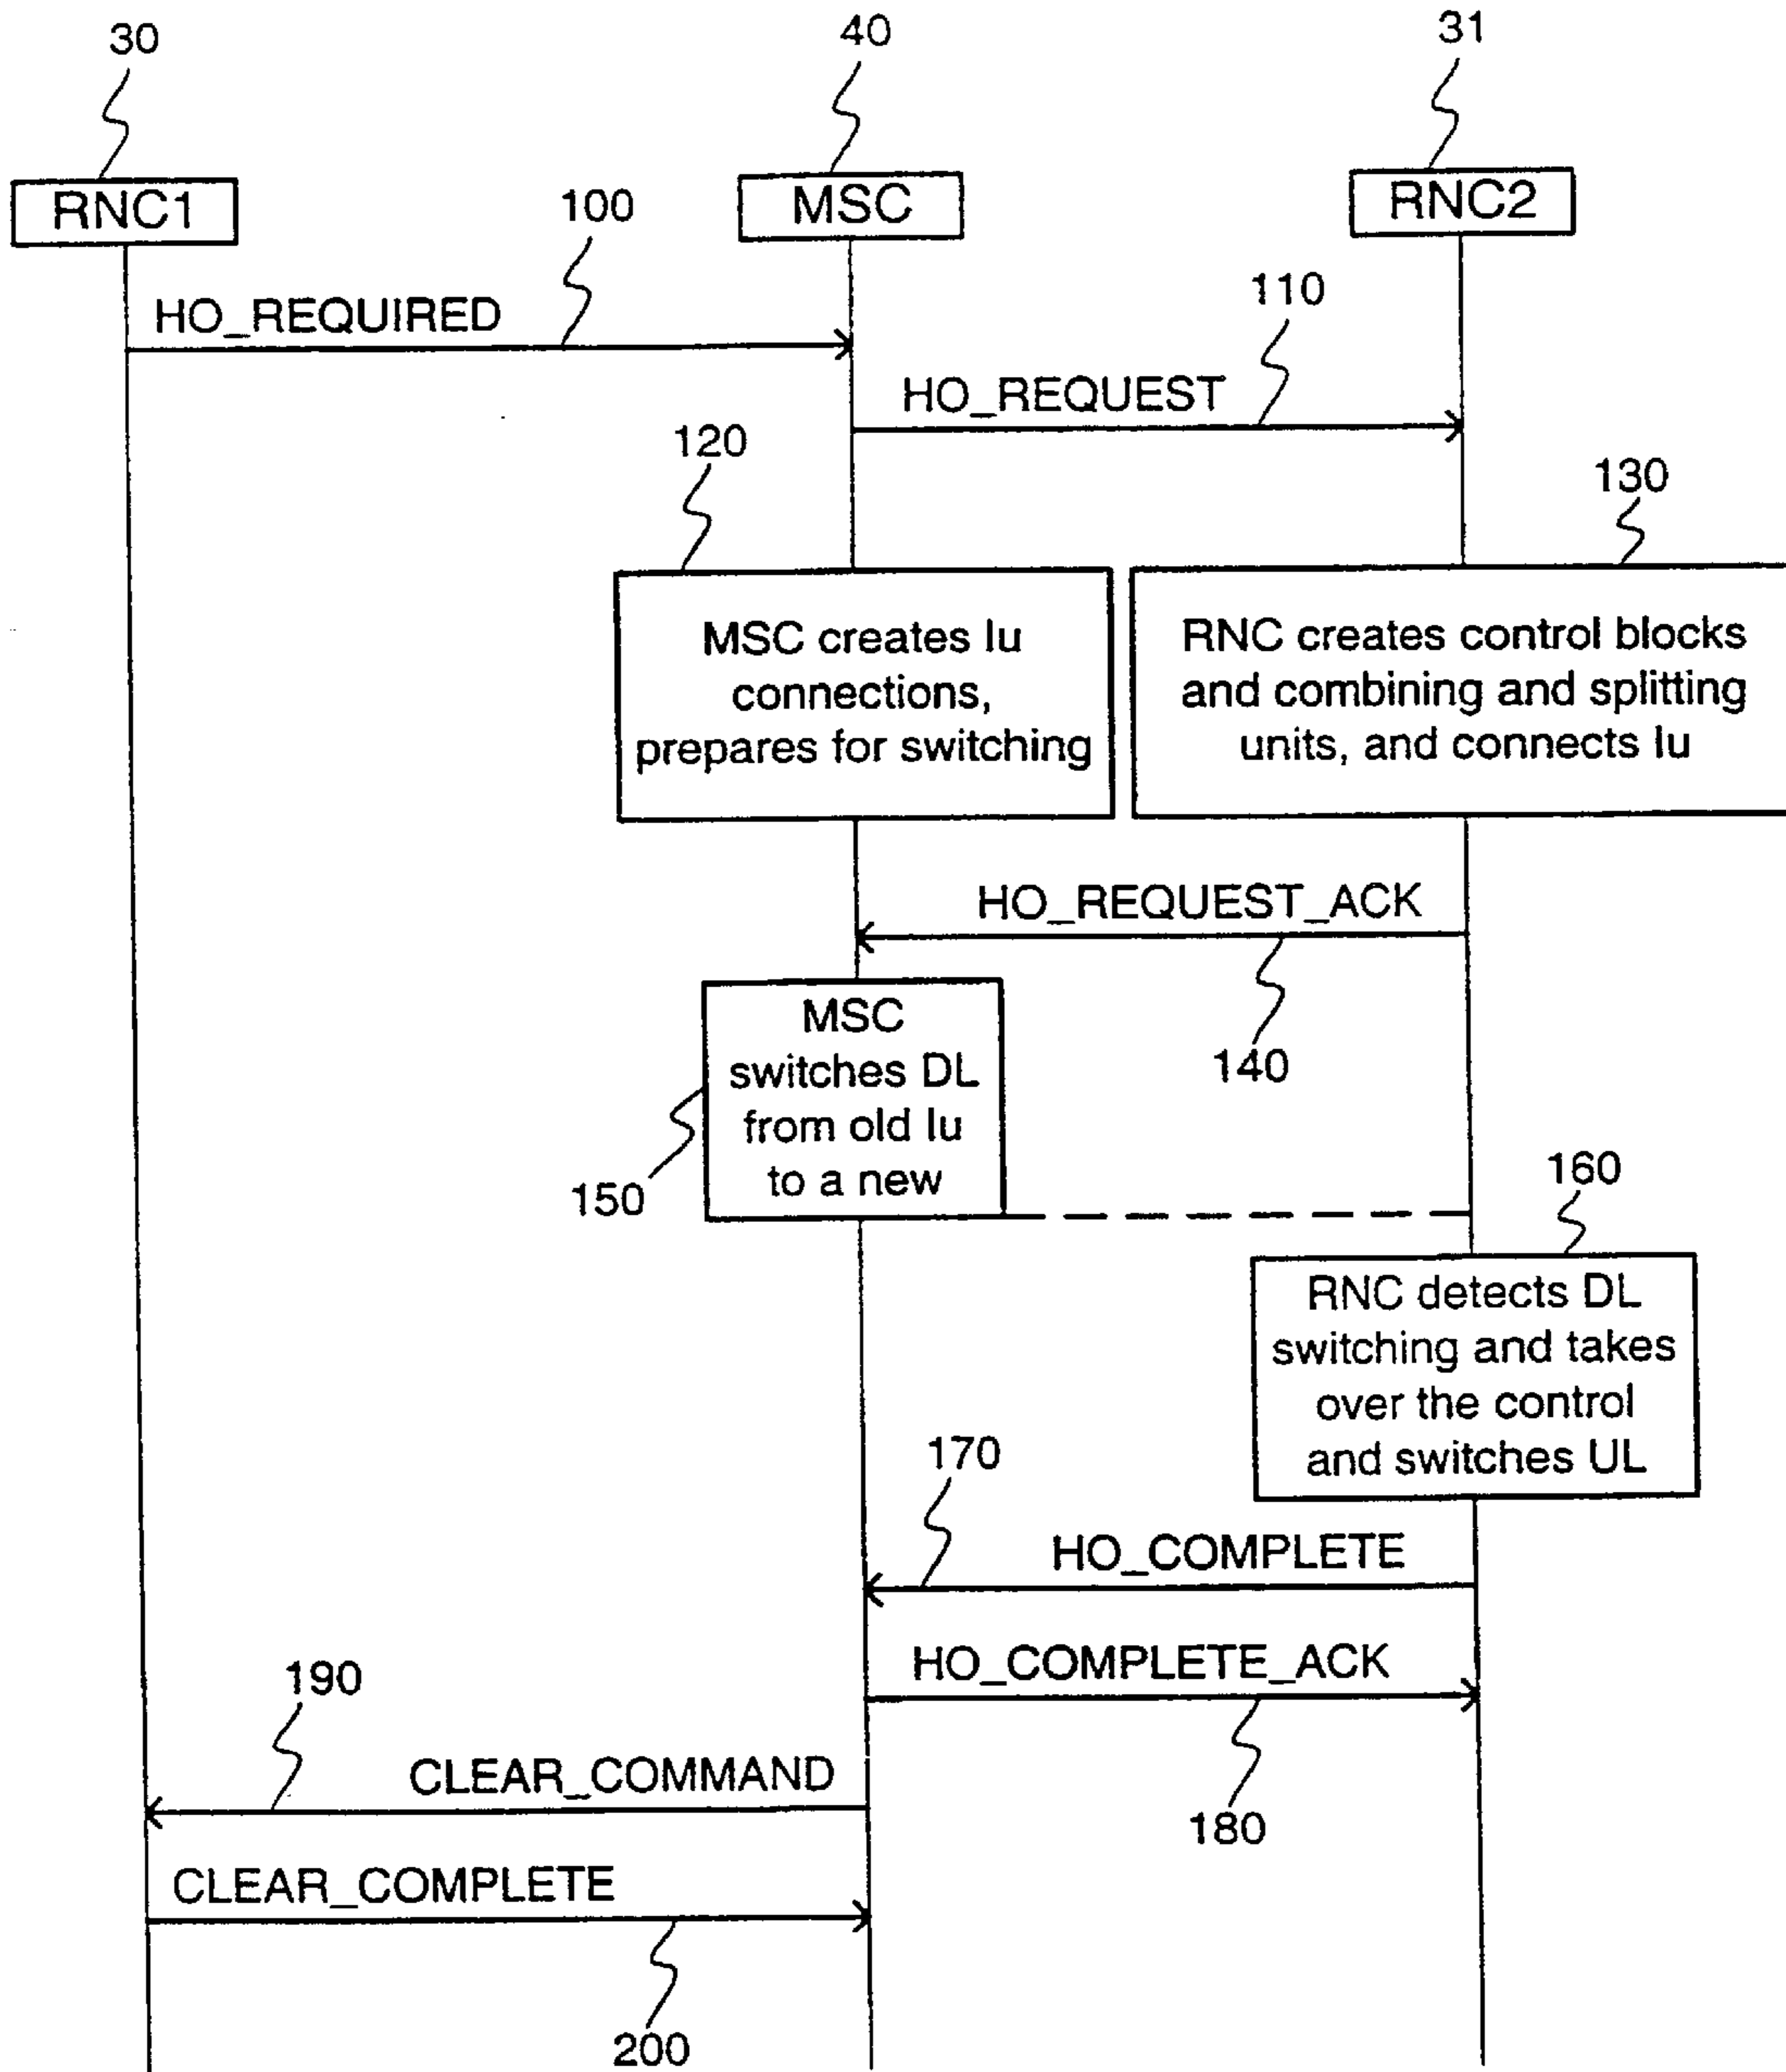 30
40
31
RNC1
MSC
RNC2
100
HO_REQUIRED
110
HO_REQUEST
120
130
MSC creates Iu
connections,
prepares for switching
RNC creates control blocks
and combining and splitting
units, and connects Iu
HO_REQUEST_ACK
140
MSC
switches DL
from old Iu
to a new
150
160
RNC detects DL
switching and takes
over the control
and switches UL
170
HO_COMPLETE
HO_COMPLETE_ACK
180
190
CLEAR_COMMAND
CLEAR_COMPLETE
200